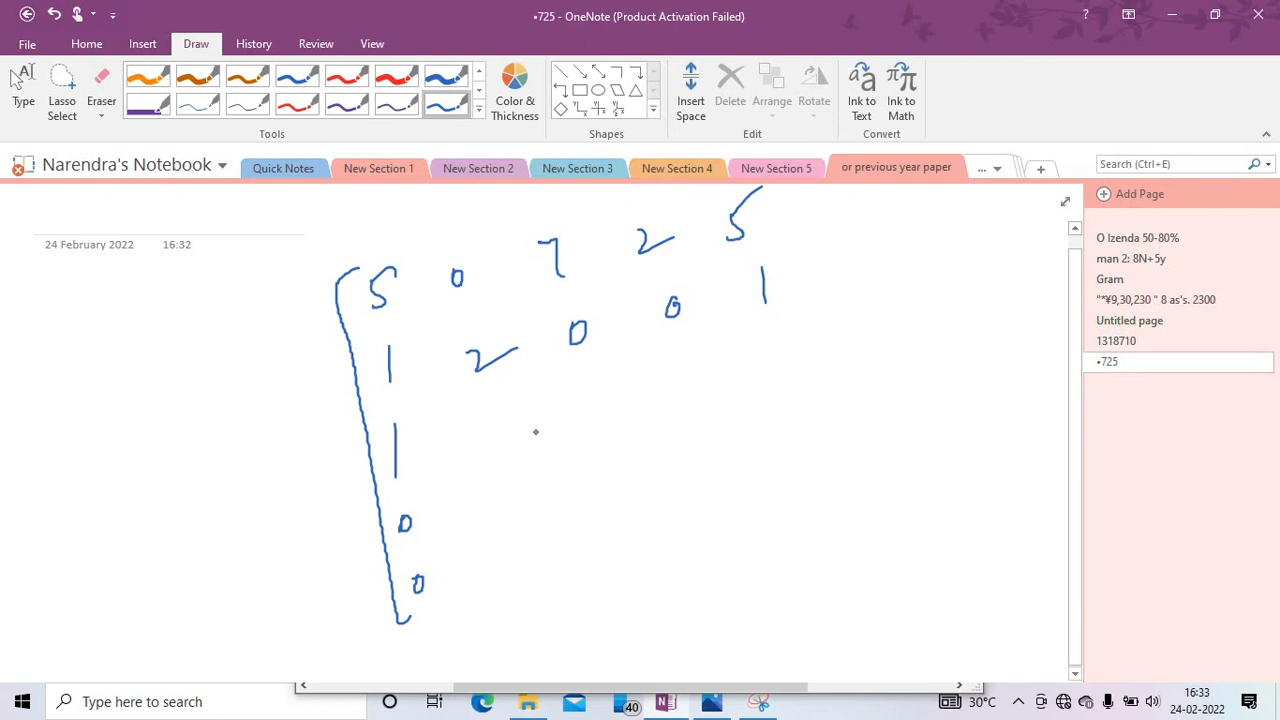 •725 - OneNote (Product Activation Failed)
File Home Insert Draw History Review View
Type
Lasso Select
Eraser
Color & Thickness
Insert Space
Delete
Arrange
Rotate
Ink to Text
Ink to Math
Tools Shapes Edit Convert
Narendra's Notebook Quick Notes New Section 1 New Section 2 New Section 3 New Section 4 New Section 5 or previous year paper ... Search (Ctrl+E)
Add Page
24 February 2022 16:32
O Izenda 50-80%
man 2: 8N+5y
Gram
"*¥9,30,230 " 8 as's. 2300
Untitled page
1318710
•725
5 0 7 2 5
1 2 0 0 1
1
0
0
Type here to search
40
30°C
16:33
24-02-2022